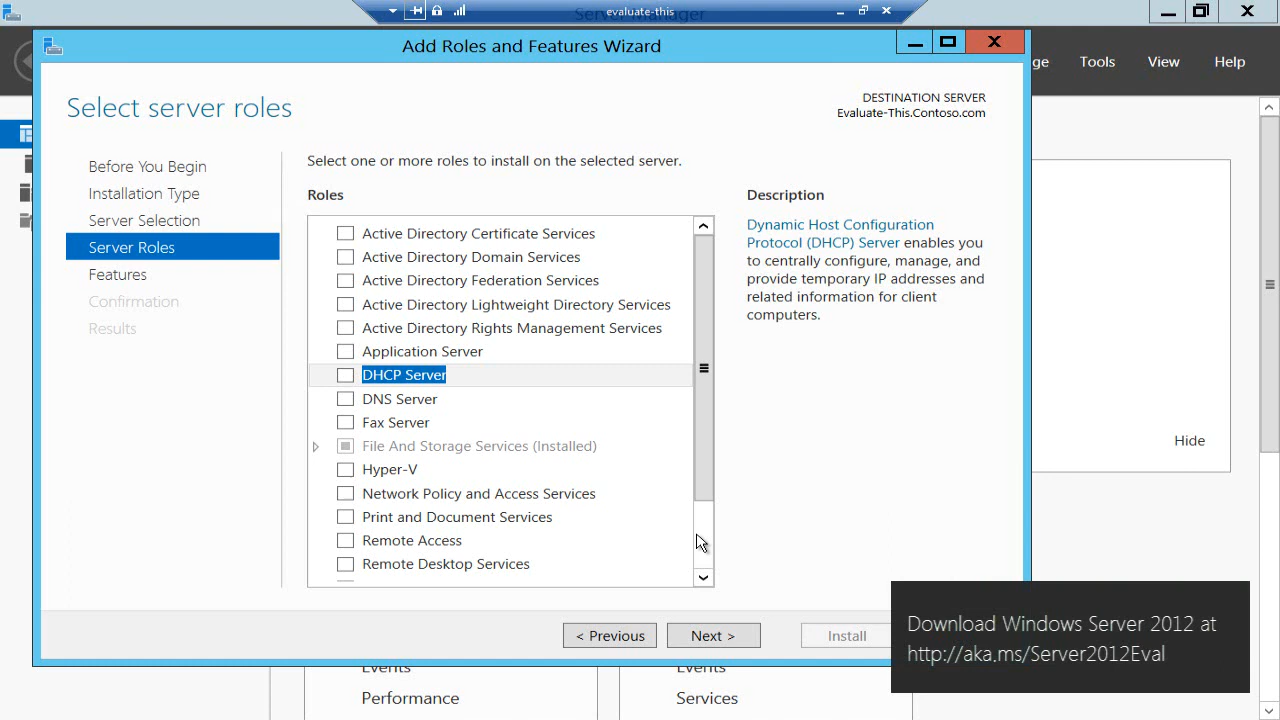 Server Manager
evaluate-this
Add Roles and Features Wizard
Tools
View
Help
Select server roles
DESTINATION SERVER
Evaluate-This.Contoso.com
Before You Begin
Installation Type
Server Selection
Server Roles
Features
Confirmation
Results
Select one or more roles to install on the selected server.
Roles
Active Directory Certificate Services
Active Directory Domain Services
Active Directory Federation Services
Active Directory Lightweight Directory Services
Active Directory Rights Management Services
Application Server
DHCP Server
DNS Server
Fax Server
File And Storage Services (Installed)
Hyper-V
Network Policy and Access Services
Print and Document Services
Remote Access
Remote Desktop Services
Description
Dynamic Host Configuration
Protocol (DHCP) Server enables you
to centrally configure, manage, and
provide temporary IP addresses and
related information for client
computers.
Hide
< Previous
Next >
Install
Download Windows Server 2012 at
http://aka.ms/Server2012Eval
Events
Events
Performance
Services